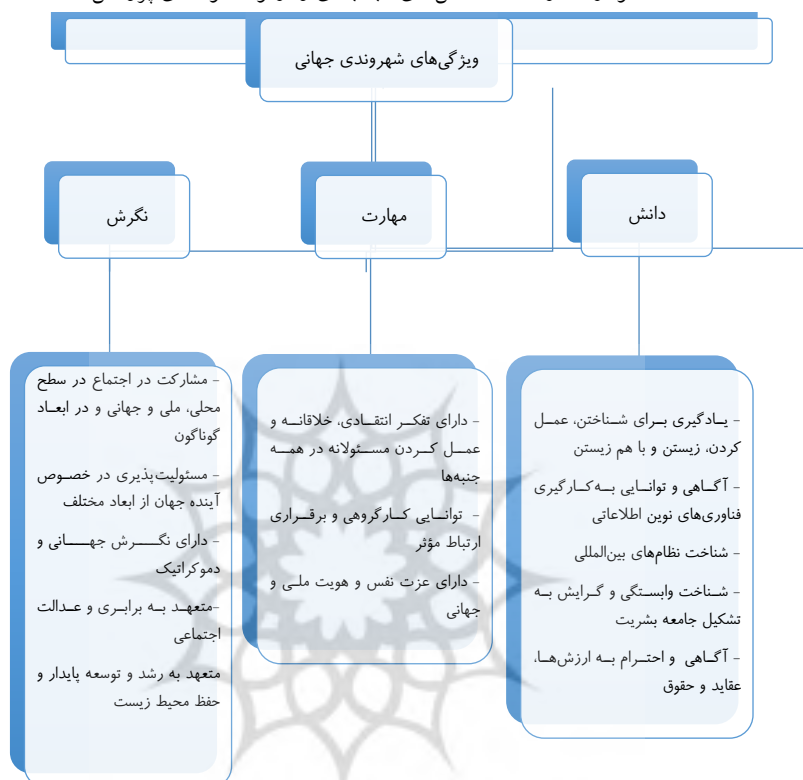 ویژگی‌های شهروندی جهانی
دانش
مهارت
نگرش
- یادگیری برای شناختن، عمل
کردن، زیستن و با هم زیستن
- آگاهی و توانایی به‌کارگیری
فناوری‌های نوین اطلاعاتی
- شناخت نظام‌های بین‌المللی
- شناخت وابستگی و گرایش به
تشکیل جامعه بشریت
- آگاهی و احترام به ارزش‌ها،
عقاید و حقوق
- دارای تفکر انتقادی، خلاقانه و
عمل کردن مسئولانه در همه
جنبه‌ها
- توانایی کارگروهی و برقراری
ارتباط مؤثر
- دارای عزت نفس و هویت ملی و
جهانی
- مشارکت در اجتماع در سطح
محلی، ملی و جهانی و در ابعاد
گوناگون
- مسئولیت‌پذیری در خصوص
آینده جهان از ابعاد مختلف
- دارای نگرش جهانی و
دموکراتیک
-متعهد به برابری و عدالت
اجتماعی
متعهد به رشد و توسعه پایدار و
حفظ محیط زیست